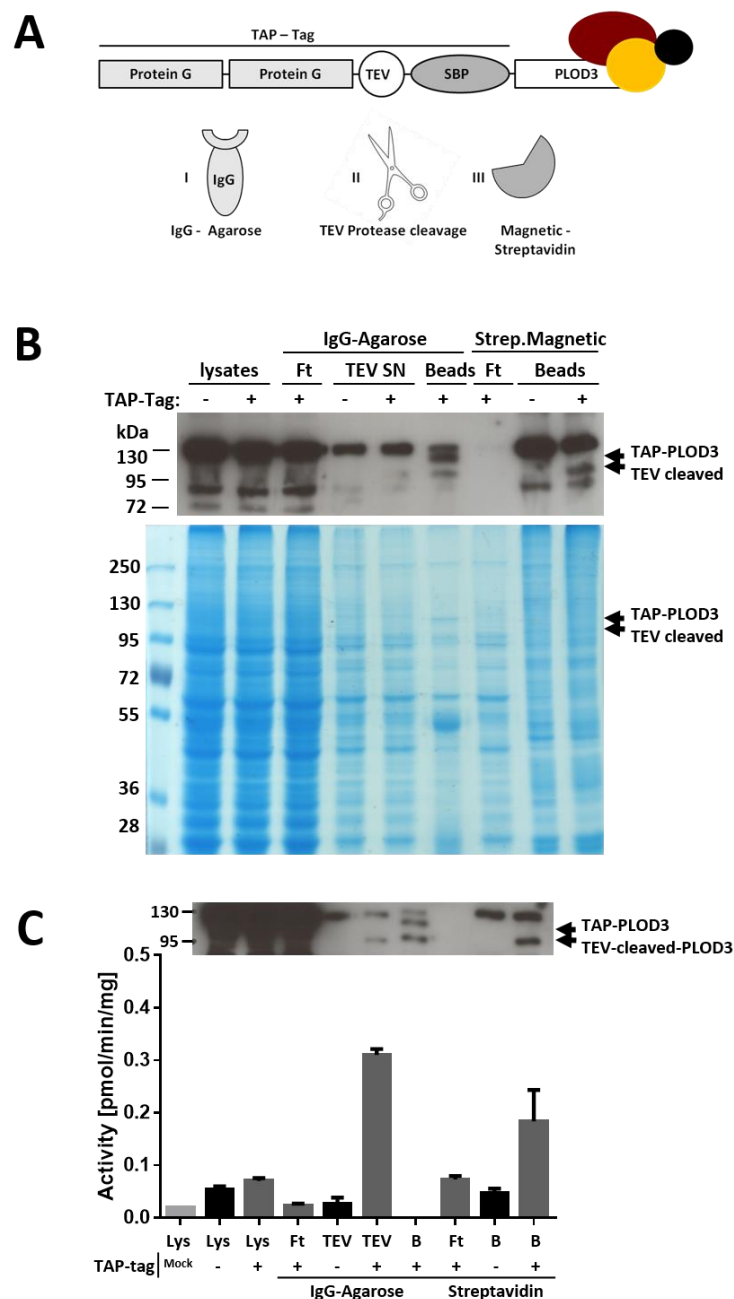 A
TAP – Tag
Protein G Protein G TEV SBP PLOD3
I IgG II III
IgG - Agarose TEV Protease cleavage Magnetic -
Streptavidin
B
IgG-Agarose Strep.Magnetic
lysates Ft TEV SN Beads Ft Beads
TAP-Tag: - + + - + + + - +
kDa
130 TAP-PLOD3
95 TEV cleaved
72
250
130 TAP-PLOD3
95 TEV cleaved
72
55
36
28
C
130 TAP-PLOD3
95 TEV-cleaved-PLOD3
Activity [pmol/min/mg]
0.5
0.4
0.3
0.2
0.1
0.0
Lys Lys Lys Ft TEV TEV B Ft B B
TAP-tag Mock - + + - + + + - +
IgG-Agarose Streptavidin